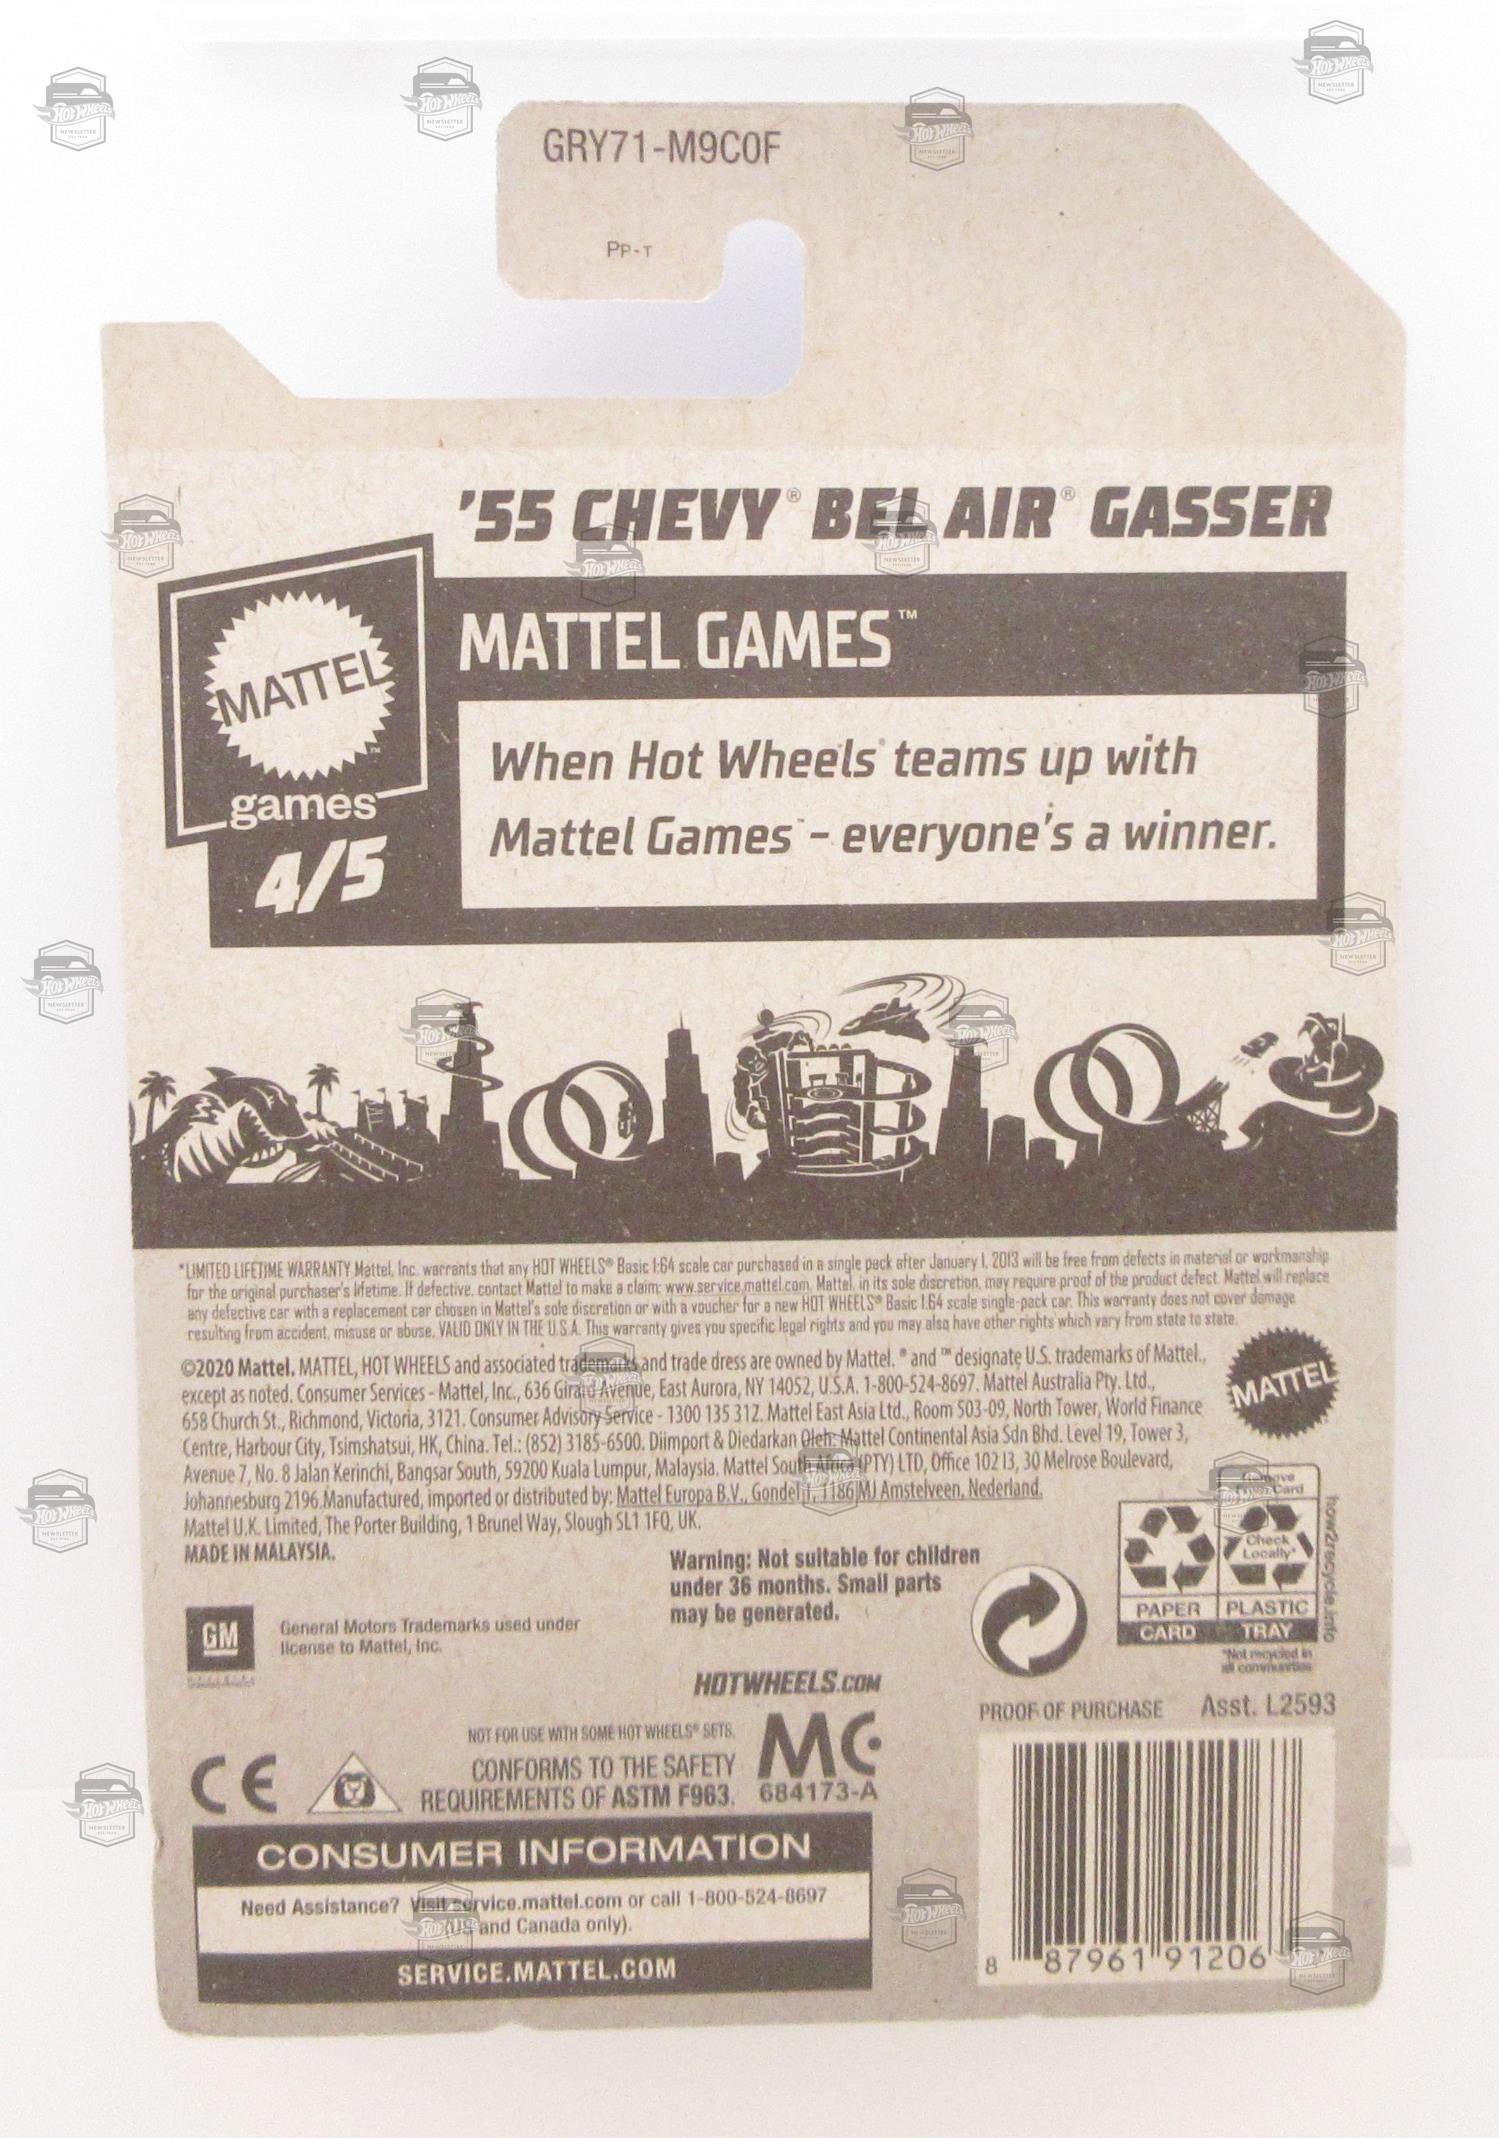 GRY71-M9C0F
PP-T
'55 CHEVY® BEL AIR® GASSER
MATTEL
games
4/5
MATTEL GAMES™
When Hot Wheels® teams up with
Mattel Games™ - everyone's a winner.
*LIMITED LIFETIME WARRANTY Mattel, Inc. warrants that any HOT WHEELS® Basic 1:64 scale car purchased in a single pack after January 1, 2013 will be free from defects in material or workmanship
for the original purchaser's lifetime. If defective, contact Mattel to make a claim: www.service.mattel.com. Mattel, in its sole discretion, may require proof of the product defect. Mattel will replace
any defective car with a replacement car chosen in Mattel's sole discretion or with a voucher for a new HOT WHEELS® Basic 1:64 scale single-pack car. This warranty does not cover damage
resulting from accident, misuse or abuse. VALID ONLY IN THE U.S.A. This warranty gives you specific legal rights and you may also have other rights which vary from state to state.
©2020 Mattel. MATTEL, HOT WHEELS and associated trademarks and trade dress are owned by Mattel. ® and ™ designate U.S. trademarks of Mattel.,
except as noted. Consumer Services - Mattel, Inc., 636 Girard Avenue, East Aurora, NY 14052, U.S.A. 1-800-524-8697. Mattel Australia Pty. Ltd.,
658 Church St., Richmond, Victoria, 3121. Consumer Advisory Service - 1300 135 312. Mattel East Asia Ltd., Room 503-09, North Tower, World Finance
Centre, Harbour City, Tsimshatsui, HK, China. Tel.: (852) 3185-6500. Diimport & Diedarkan Oleh: Mattel Continental Asia Sdn Bhd. Level 19, Tower 3,
Avenue 7, No. 8 Jalan Kerinchi, Bangsar South, 59200 Kuala Lumpur, Malaysia. Mattel South Africa (PTY) LTD, Office 102 I3, 30 Melrose Boulevard,
Johannesburg 2196.Manufactured, imported or distributed by: Mattel Europa B.V., Gondel 1, 1186 MJ Amstelveen, Nederland.
Mattel U.K. Limited, The Porter Building, 1 Brunel Way, Slough SL1 1FQ, UK.
MADE IN MALAYSIA.
MATTEL
Warning: Not suitable for children
under 36 months. Small parts
may be generated.
GM
General Motors Trademarks used under
license to Mattel, Inc.
Remove
Card
Check
Locally*
PAPER
PLASTIC
CARD
TRAY
*Not recycled in
all communities
how2recycle.info
HOTWHEELS.COM
PROOF OF PURCHASE Asst. L2593
NOT FOR USE WITH SOME HOT WHEELS® SETS.
CONFORMS TO THE SAFETY
REQUIREMENTS OF ASTM F963.
MC
684173-A
CE
CONSUMER INFORMATION
Need Assistance? Visit service.mattel.com or call 1-800-524-8697
(US and Canada only).
SERVICE.MATTEL.COM
8 87961 91206
HOT WHEELS
NEWSLETTER